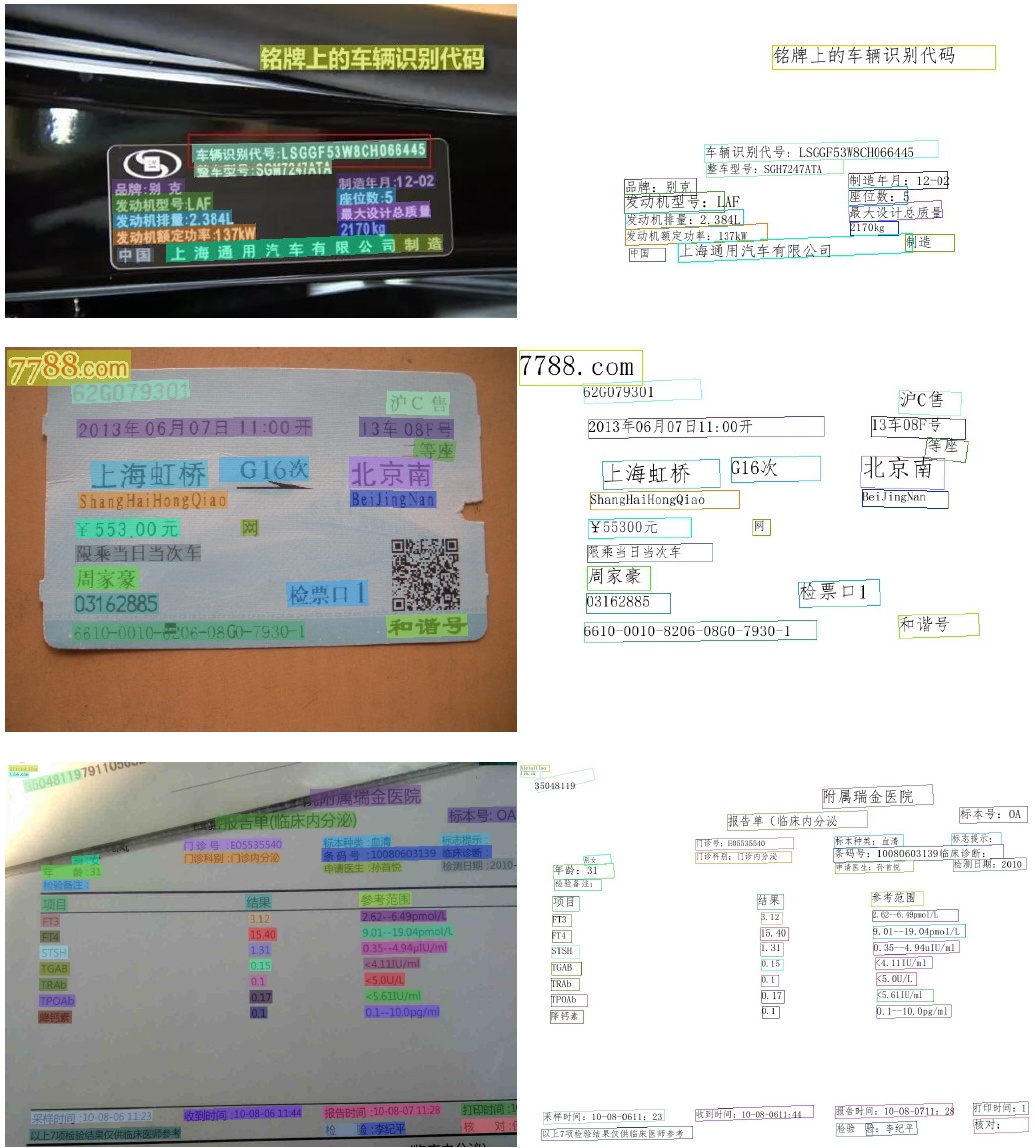 铭牌上的车辆识别代码
车辆识别代号:LSGGF53W8CH066445
整车型号:SGM7247ATA
品牌:别 克
制造年月:12-02
发动机型号:LAF
座位数:5
发动机排量:2.384L
最大设计总质量
发动机额定功率:137kW
2170kg
中国 上海通用汽车有限公司 制造
铭牌上的车辆识别代码
车辆识别代号: LSGGF53W8CH066445
整车型号: SGH7247ATA
品牌: 别克
制造年月: 12-02
发动机型号: LAF
座位数: 5
发动机排量: 2.384L
最大设计总质量
发动机额定功率: 137kW
2170kg
中国 上海通用汽车有限公司 制造
7788.com
62G079301
沪C 售
2013年06月07日11:00开
13车08F号
二等座
上海虹桥 G16次 北京南
ShangHaiHongQiao BeiJingNan
¥553.00元 网
限乘当日当次车
周家豪
03162885
检票口1
6610-0010-8206-08G0-7930-1
和谐号
7788.com
62G079301
沪C售
2013年06月07日11:00开
13车08F号
等座
上海虹桥 G16次 北京南
ShangHaiHongQiao BeiJingNan
¥55300元 网
限乘当日当次车
周家豪
03162885
检票口1
6610-0010-8206-08G0-7930-1
和谐号
附属瑞金医院
报告单(临床内分泌)
标本号: OA
门诊号:E05535540
标本种类:血清
标志提示:
门诊科别:门诊内分泌
条码号:10080603139
临床诊断:
年龄:31
申请医生:孙首悦
检测日期:2010-
检验备注:
项目 结果 参考范围
FT3 3.12 2.62--6.49pmol/L
FT4 15.40 9.01--19.04pmol/L
STSH 1.31 0.35--4.94μIU/ml
TGAB 0.15 <4.11IU/ml
TRAb 0.1 <5.0U/L
TPOAb 0.17 <5.61IU/ml
降钙素 0.1 0.1--10.0pg/ml
采样时间:10-08-06 11:23
收到时间:10-08-06 11:44
报告时间:10-08-07 11:28
打印时间:1
以上7项检验结果仅供临床医师参考
检 验:李纪平
核 对:
35048119
附属瑞金医院
报告单(临床内分泌
标本号: OA
门诊号: E05535540
标本种类: 血清
标志提示:
门诊科别: 门诊内分泌
条码号: 10080603139
临床诊断:
男女
年龄: 31
申请医生: 孙首悦
检测日期: 2010
检验备注:
项目 结果 参考范围
FT3 3.12 2.62--6.49pmol/L
FT4 15.40 9.01--19.04pmol/L
STSH 1.31 0.35--4.94uIU/ml
TGAB 0.15 <4.11IU/ml
TRAb 0.1 <5.0U/L
TPOAb 0.17 <5.61IU/ml
降钙素 0.1 0.1--10.0pg/ml
采样时间: 10-08-0611: 23
收到时间: 10-08-0611:44
报告时间: 10-08-0711: 28
打印时间: 1
以上7项检验结果仅供临床医师参考
检验 验: 李纪平
核对: